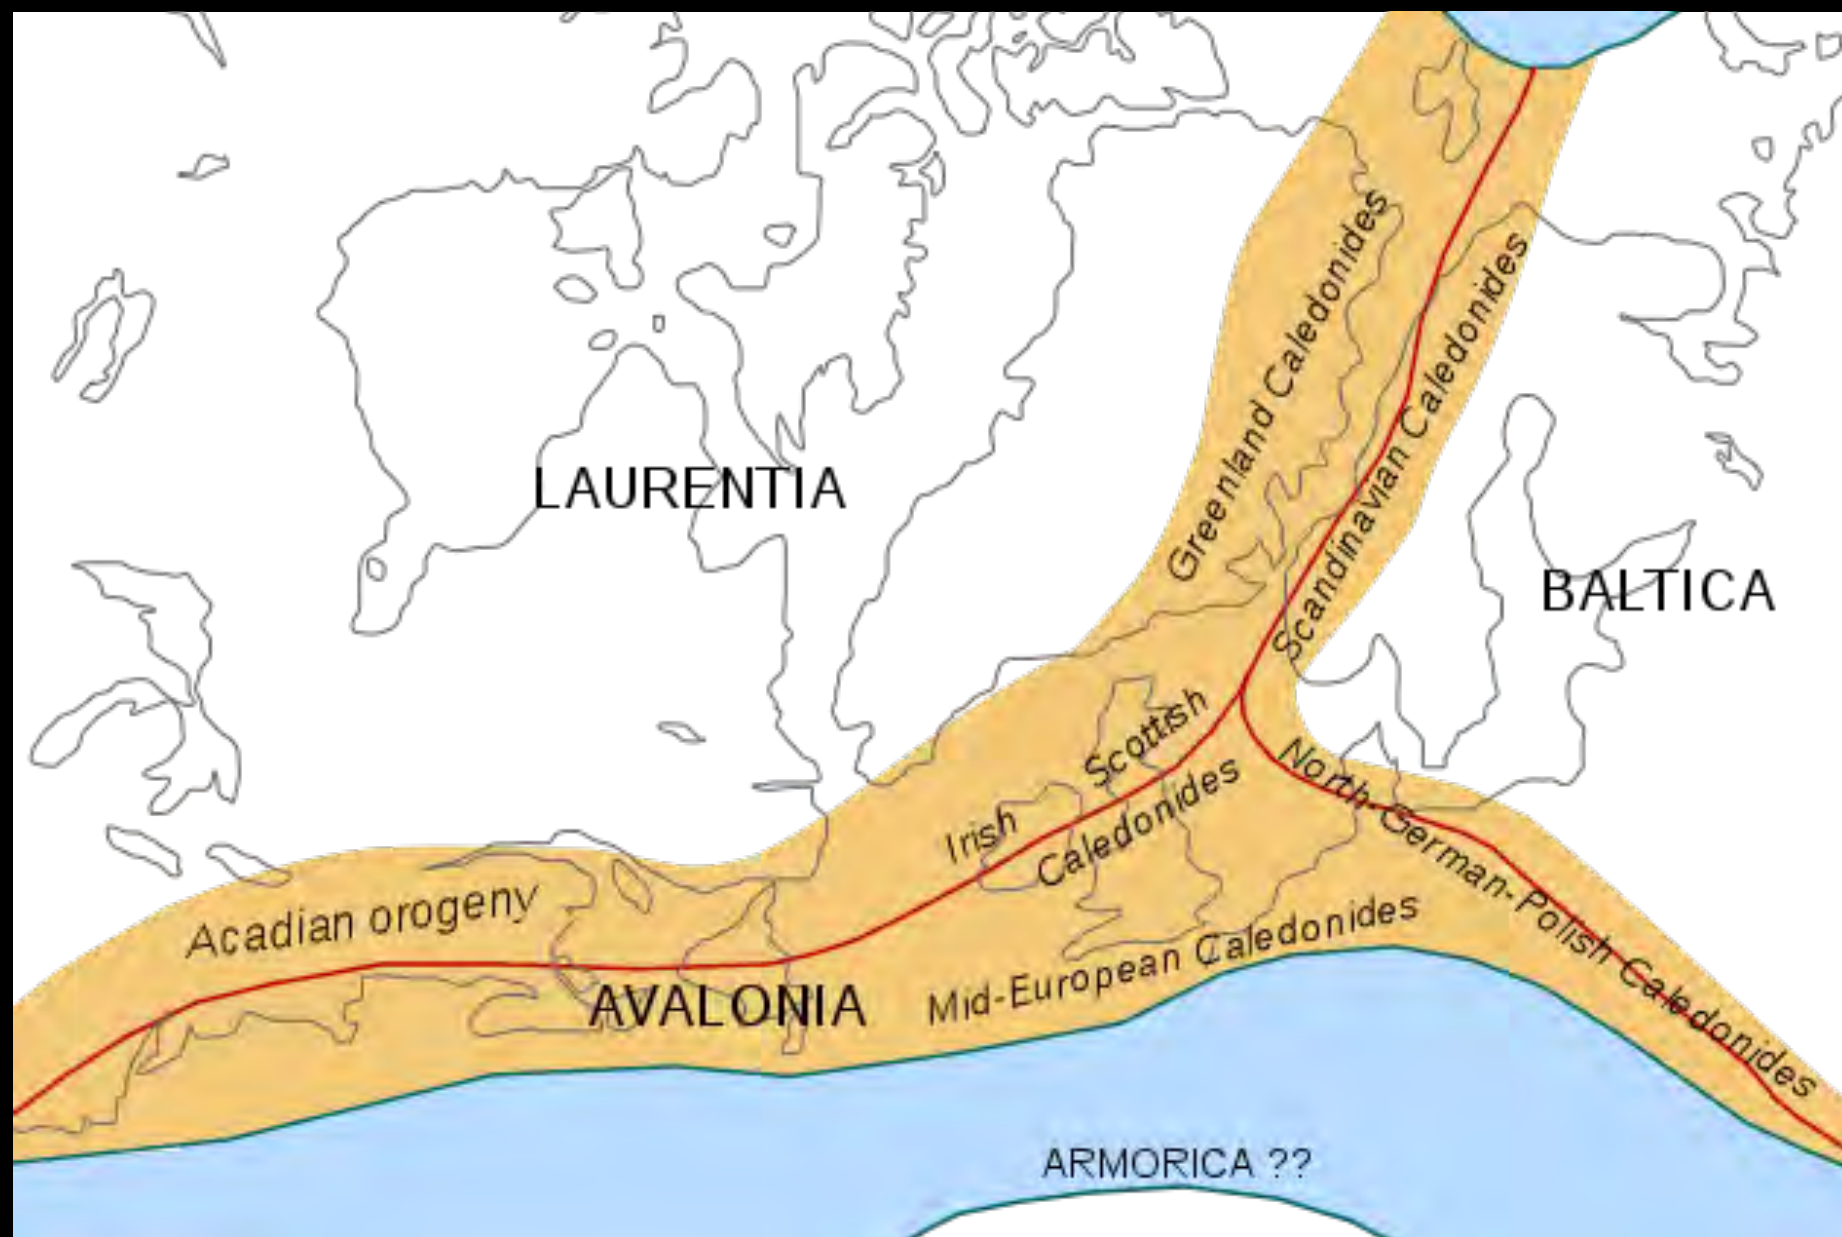 Greenland Caledonides
Scandinavian Caledonides
LAURENTIA
BALTICA
Scottish
Irish
Caledonides
North-German-Polish Caledonides
Acadian orogeny
Mid-European Caledonides
AVALONIA
ARMORICA ??